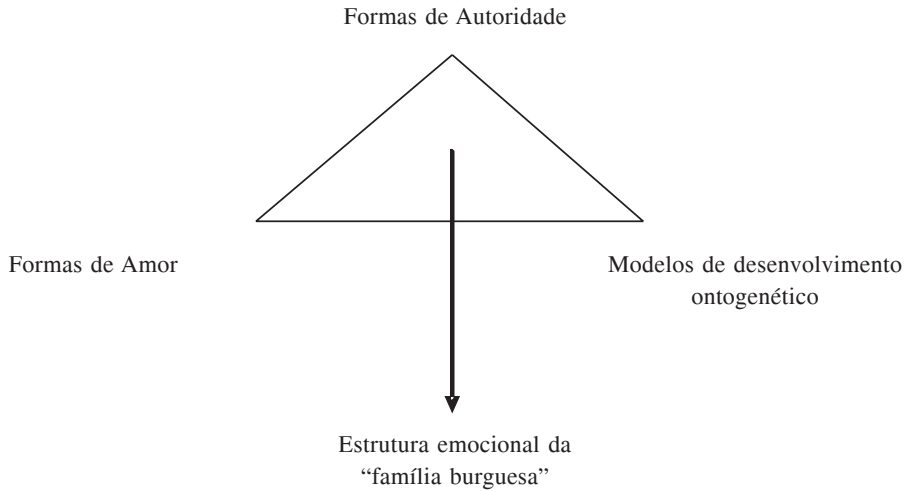 Formas de Autoridade
Formas de Amor
Modelos de desenvolvimento
ontogenético
Estrutura emocional da
“família burguesa”